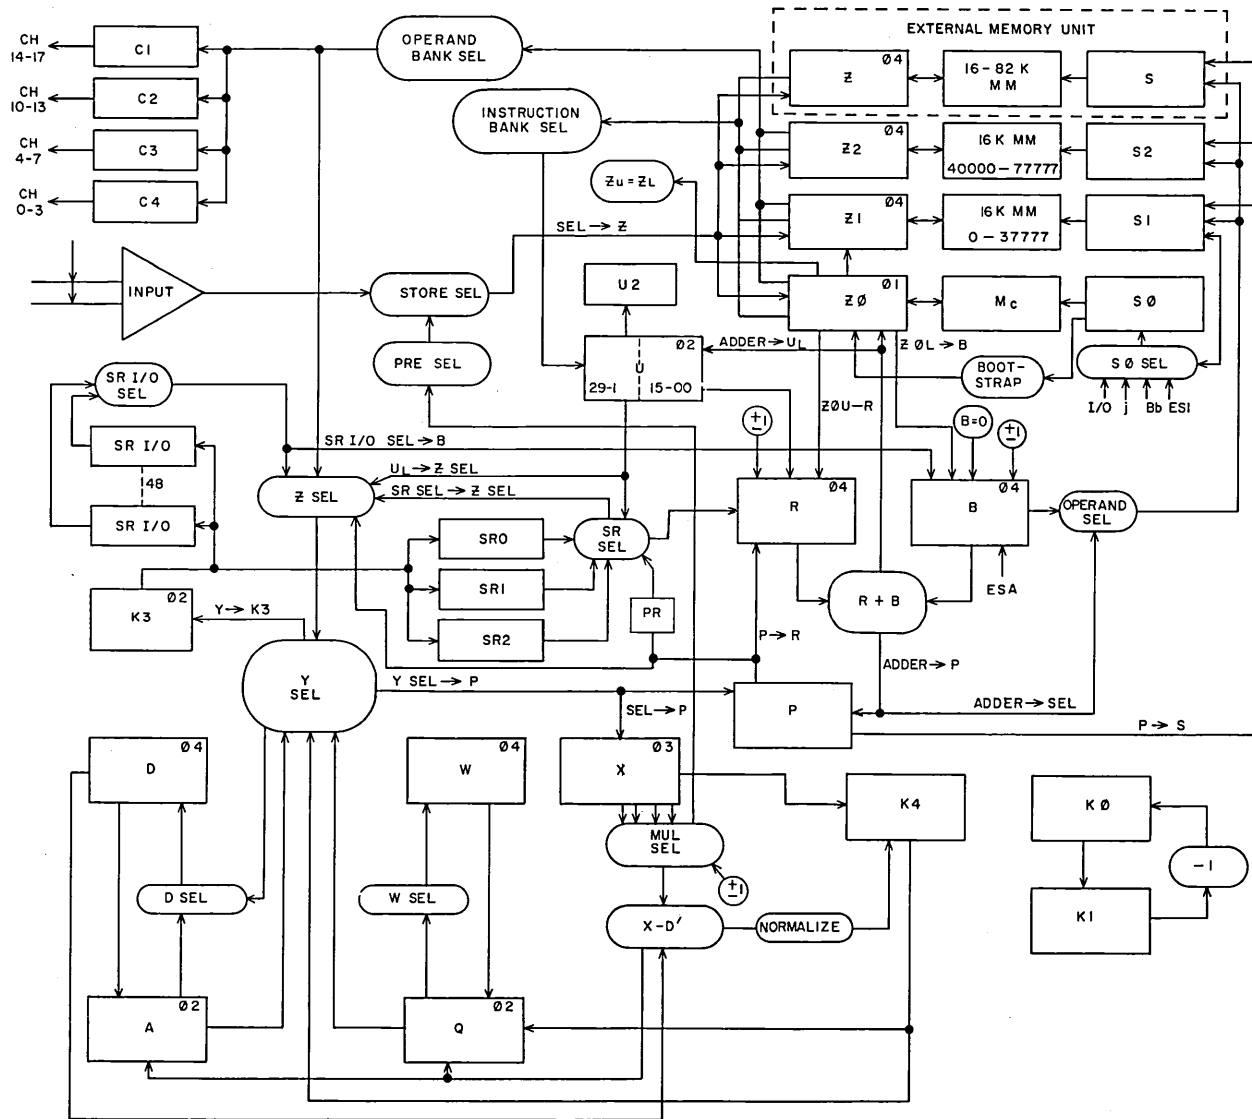 EXTERNAL MEMORY UNIT
CH
14-17
C1
OPERAND
BANK SEL
Z
Ø4
16-82 K
MM
S
CH
10-13
C2
INSTRUCTION
BANK SEL
CH
4-7
C3
Z2
Ø4
16K MM
40000-77777
S2
CH
0-3
C4
Zu = ZL
Z1
Ø4
16K MM
0-37777
S1
SEL→Z
INPUT
STORE SEL
U2
ZØ
Ø1
Mc
SØ
PRE SEL
ADDER→UL
ZØL→B
Ø2
U
29-1
15-00
BOOT-
STRAP
SØ SEL
I/O
j
Bb
ESI
SR I/O
SEL
ZØU-R
±1
B=0
±1
SR I/O
SR I/O SEL→B
48
SR I/O
UL→Z SEL
SR SEL→Z SEL
Z SEL
R
Ø4
B
Ø4
OPERAND
SEL
SR
SEL
SR0
SR1
SR2
ESA
K3
Ø2
Y→K3
PR
R + B
P→R
Y
SEL
Y SEL→P
SEL→P
ADDER→P
P
ADDER→SEL
P→S
D
Ø4
W
Ø4
X
Ø3
K4
KØ
MUL
SEL
±1
-1
D SEL
W SEL
X-D'
NORMALIZE
K1
A
Ø2
Q
Ø2